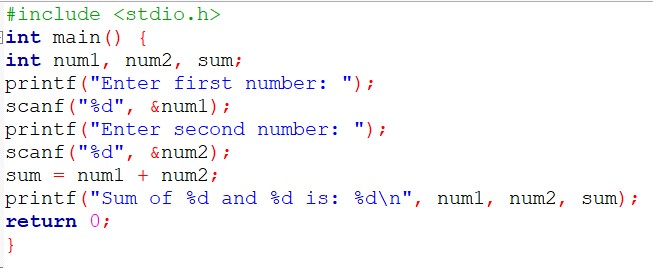 #include <stdio.h>
int main() {
int num1, num2, sum;
printf("Enter first number: ");
scanf("%d", &num1);
printf("Enter second number: ");
scanf("%d", &num2);
sum = num1 + num2;
printf("Sum of %d and %d is: %d\n", num1, num2, sum);
return 0;
}